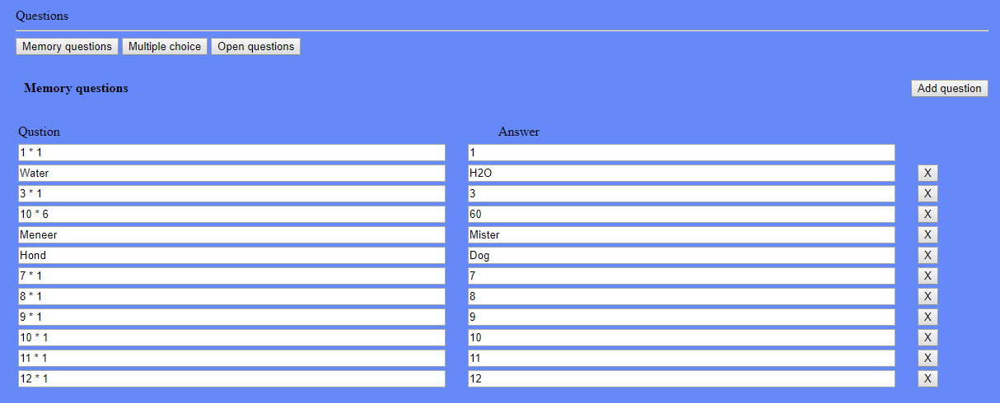 Questions
Memory questions Multiple choice Open questions
Memory questions Add question
Qustion Answer
1 * 1 1
Water H2O X
3 * 1 3 X
10 * 6 60 X
Meneer Mister X
Hond Dog X
7 * 1 7 X
8 * 1 8 X
9 * 1 9 X
10 * 1 10 X
11 * 1 11 X
12 * 1 12 X